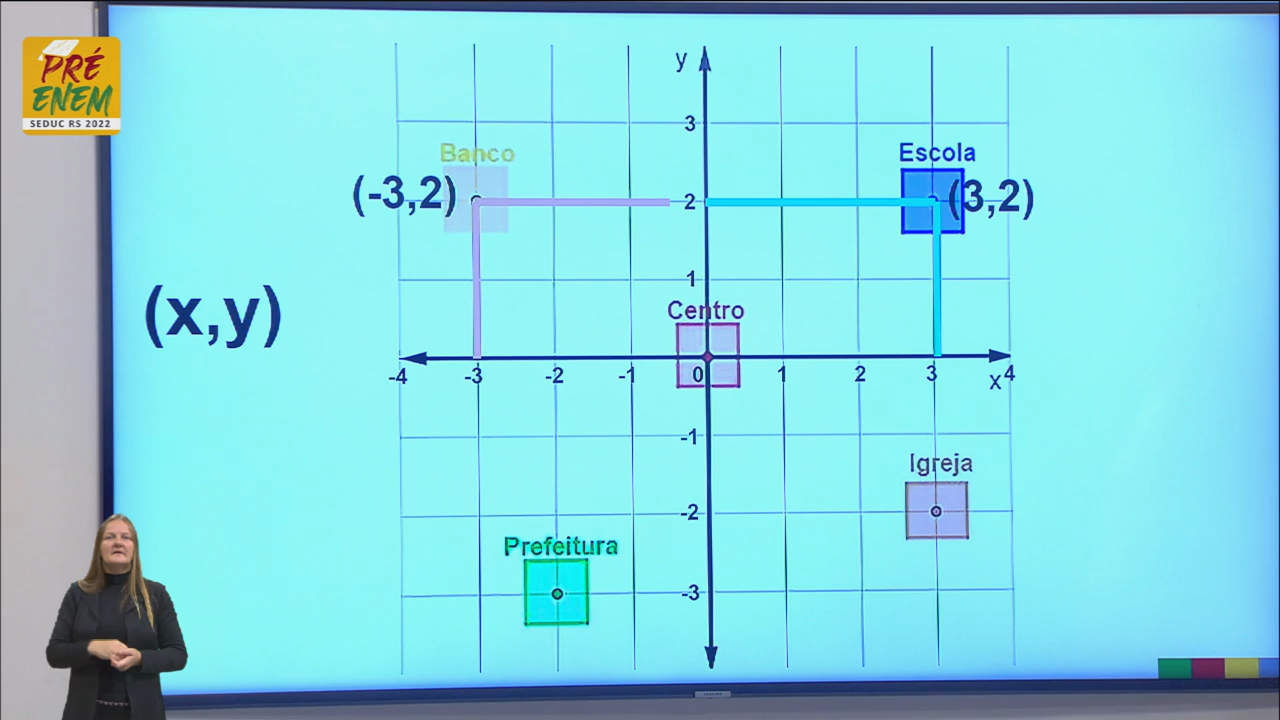 PRÉ
ENEM
SEDUC RS 2022
y
3
Banco
Escola
(-3,2)
2
(3,2)
1
(x,y)
Centro
-4
-3
-2
-1
0
1
2
3
x
4
-1
Igreja
-2
Prefeitura
-3